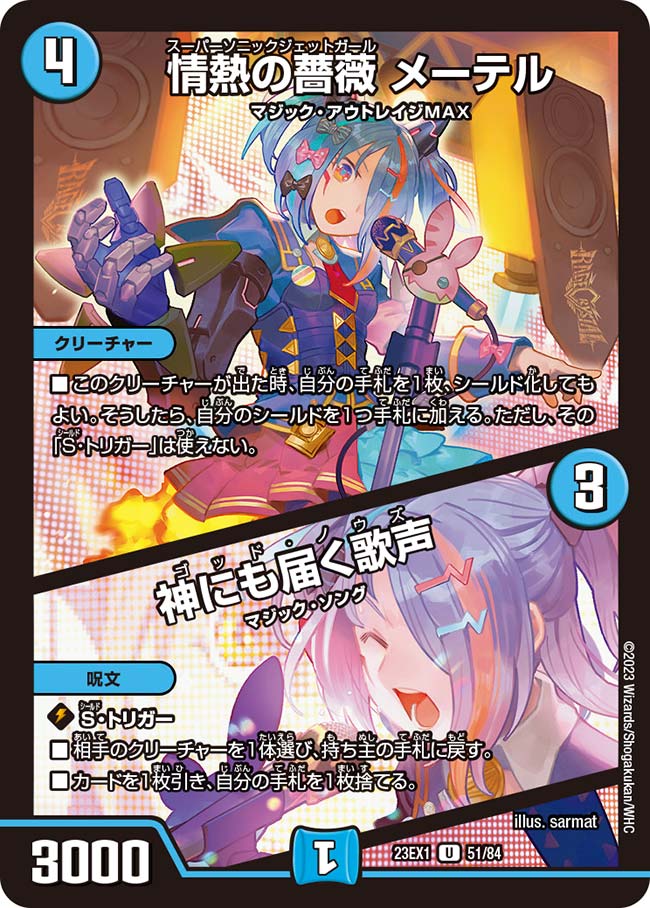 4
スーパーソニックジェットガール
情熱の薔薇 メーテル
マジック・アウトレイジMAX
クリーチャー
■このクリーチャーが出た時、自分の手札を1枚、シールド化しても
よい。そうしたら、自分のシールドを1つ手札に加える。ただし、その
「S・トリガー」は使えない。
3
ゴッド・ノウズ
神にも届く歌声
マジック・ソング
呪文
S・トリガー
■相手のクリーチャーを1体選び、持ち主の手札に戻す。
■カードを1枚引き、自分の手札を1枚捨てる。
©2023 Wizards/Shogakukan/WHC
illus. sarmat
3000
1
23EX1 U 51/84